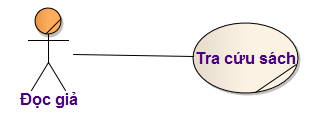 Tra cứu sách
Đọc giả